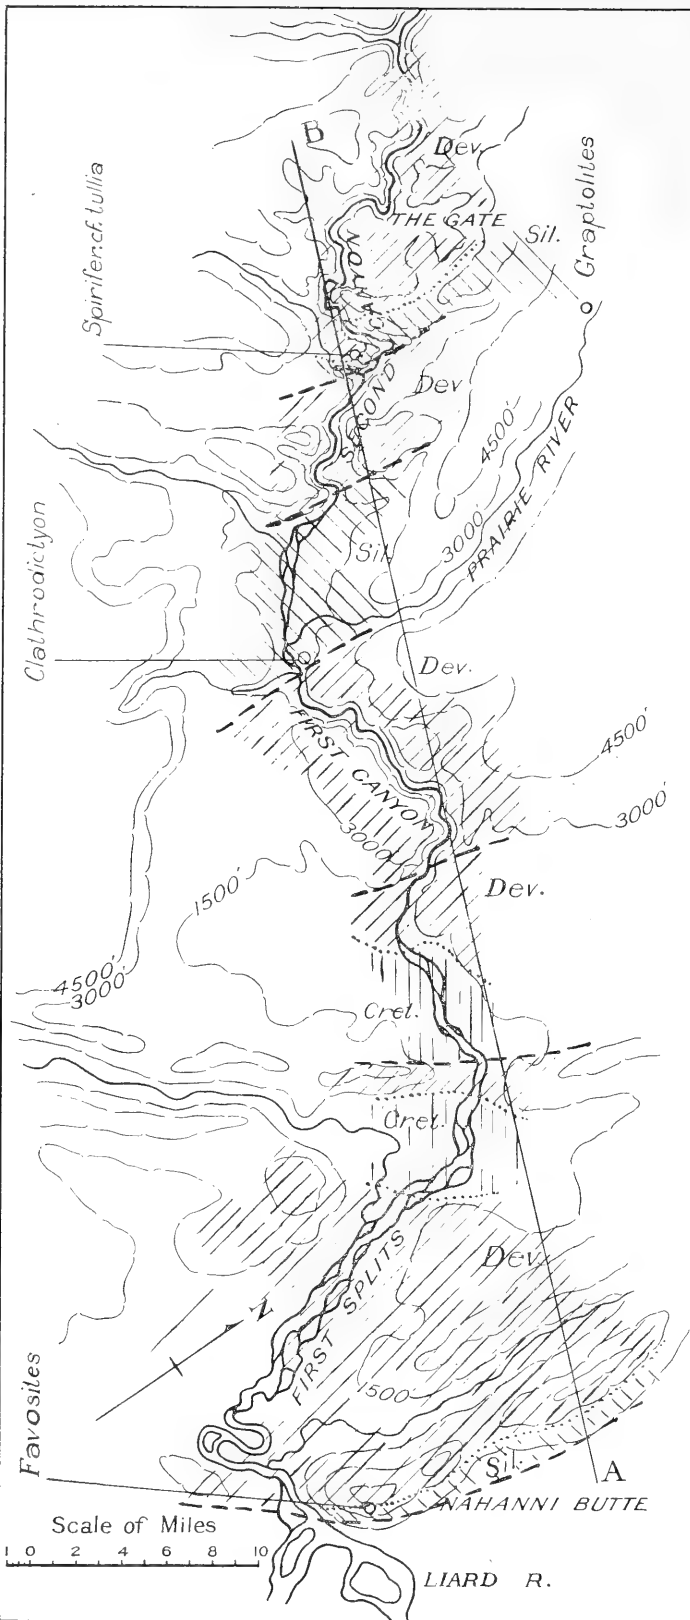 B
Dev.
THE GATE
Graptolites
Sil.
Spirifer. cf. tullia
SECOND CANYON
Dev
4500'
3000'
PRAIRIE RIVER
Sil.
Clathrodictyon
Dev.
FIRST CANYON
4500'
3000'
3000'
1500'
Dev.
4500'
3000'
Cret.
Cret.
Dev.
N
FIRST SPLITS
1500'
Favosites
Sil.
A
NAHANNI BUTTE
Scale of Miles
1 0 2 4 6 8 10
LIARD R.